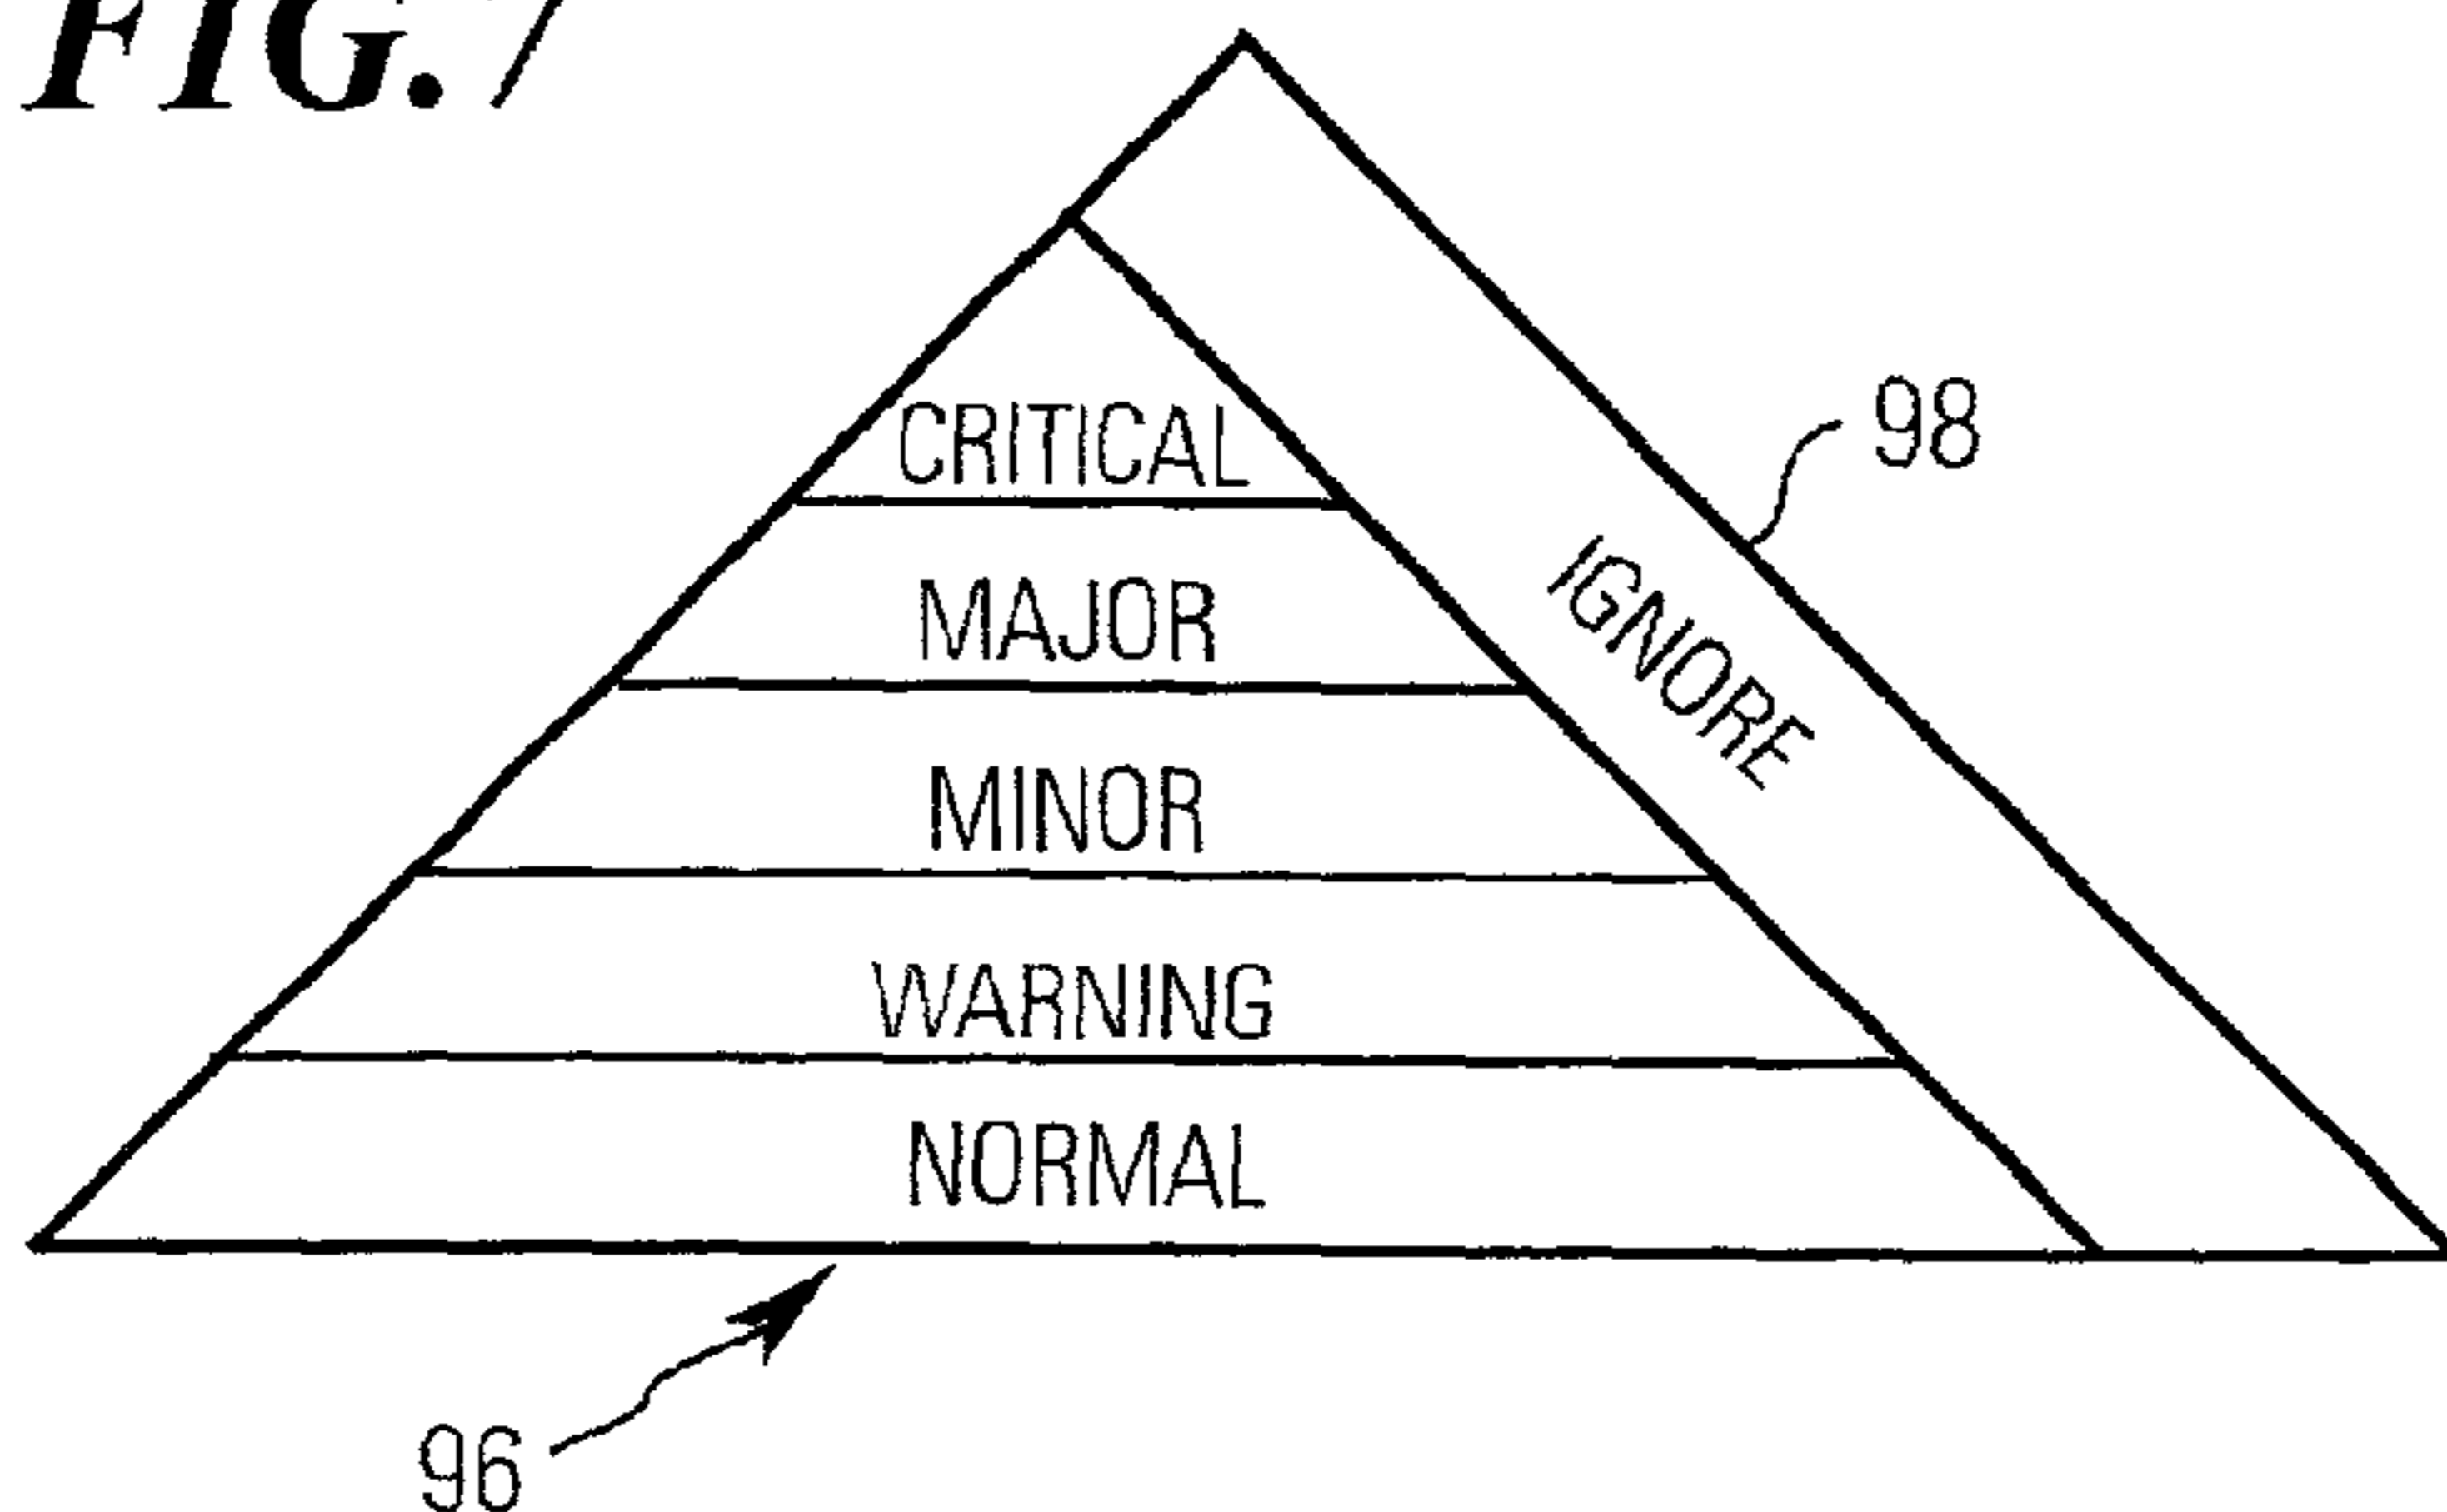 FIG. 7
CRITICAL
98
MAJOR
IGNORE
MINOR
WARNING
NORMAL
96